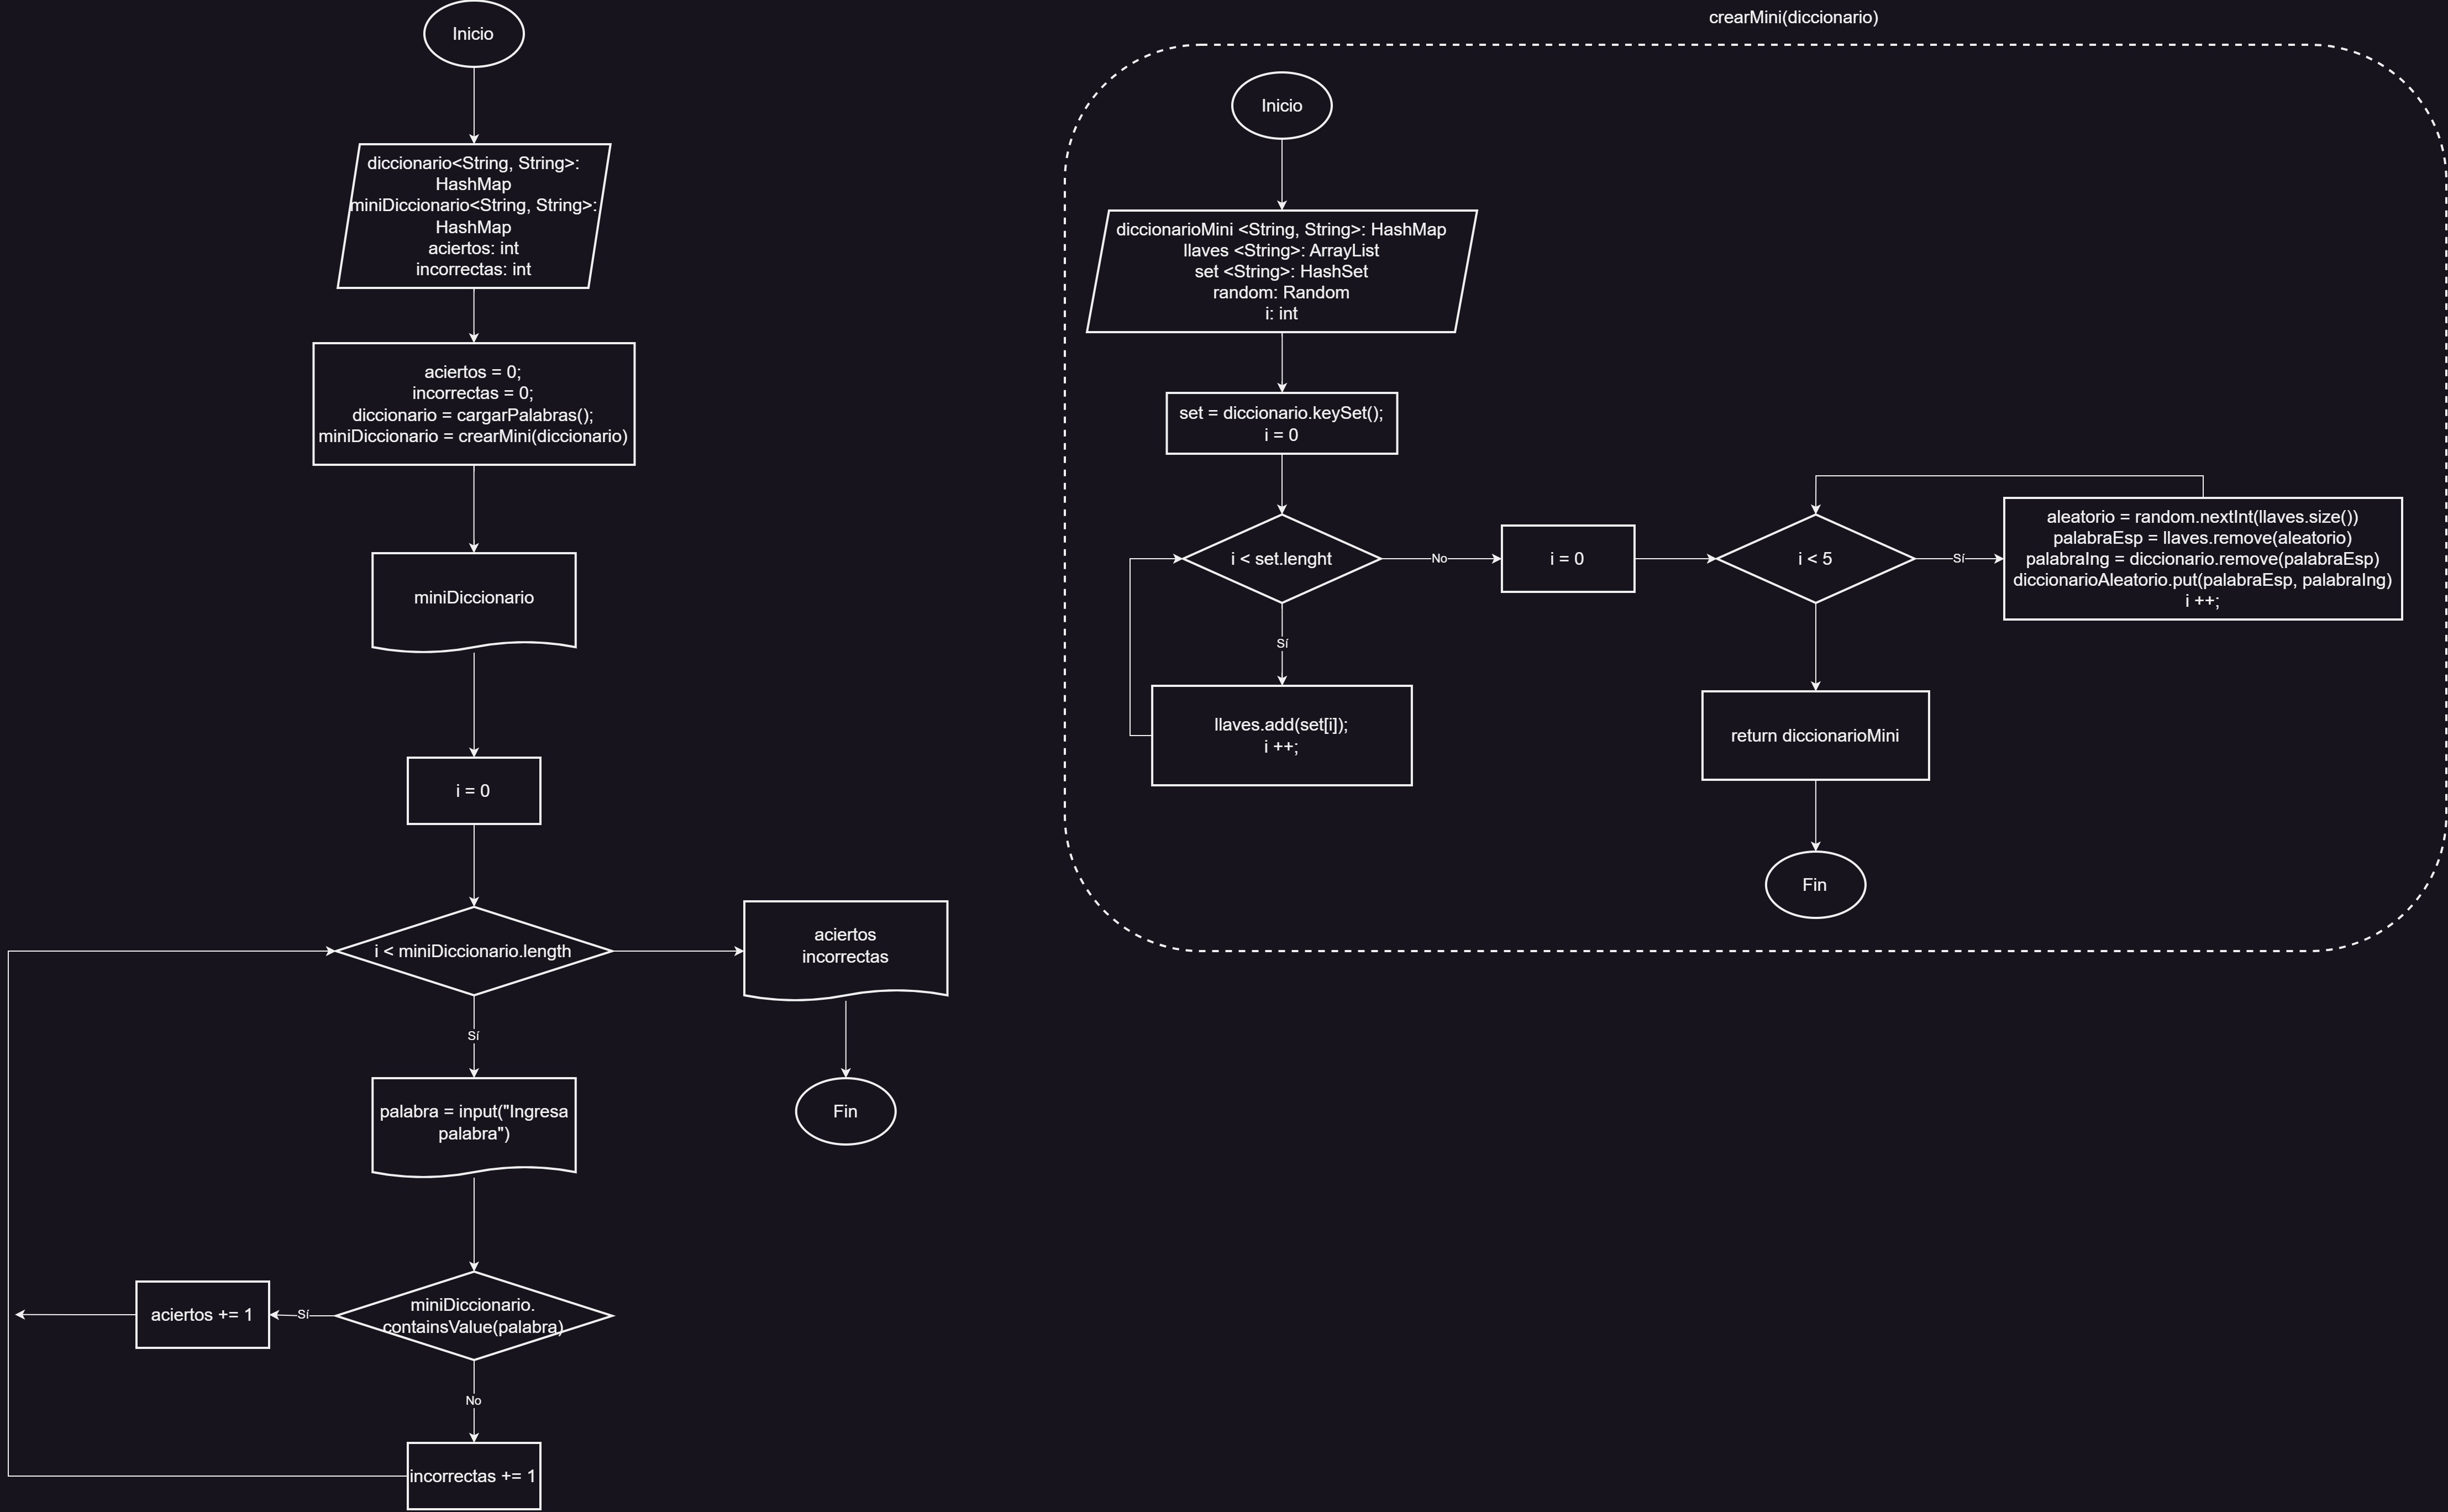 Inicio
diccionario<String, String>:
HashMap
miniDiccionario<String, String>:
HashMap
aciertos: int
incorrectas: int
aciertos = 0;
incorrectas = 0;
diccionario = cargarPalabras();
miniDiccionario = crearMini(diccionario)
miniDiccionario
i = 0
i < miniDiccionario.length
aciertos
incorrectas
Fin
Sí
palabra = input("Ingresa
palabra")
miniDiccionario.
containsValue(palabra)
Sí
aciertos += 1
No
incorrectas += 1
crearMini(diccionario)
Inicio
diccionarioMini <String, String>: HashMap
llaves <String>: ArrayList
set <String>: HashSet
random: Random
i: int
set = diccionario.keySet();
i = 0
i < set.lenght
Sí
llaves.add(set[i]);
i ++;
No
i = 0
i < 5
Sí
aleatorio = random.nextInt(llaves.size())
palabraEsp = llaves.remove(aleatorio)
palabraIng = diccionario.remove(palabraEsp)
diccionarioAleatorio.put(palabraEsp, palabraIng)
i ++;
return diccionarioMini
Fin